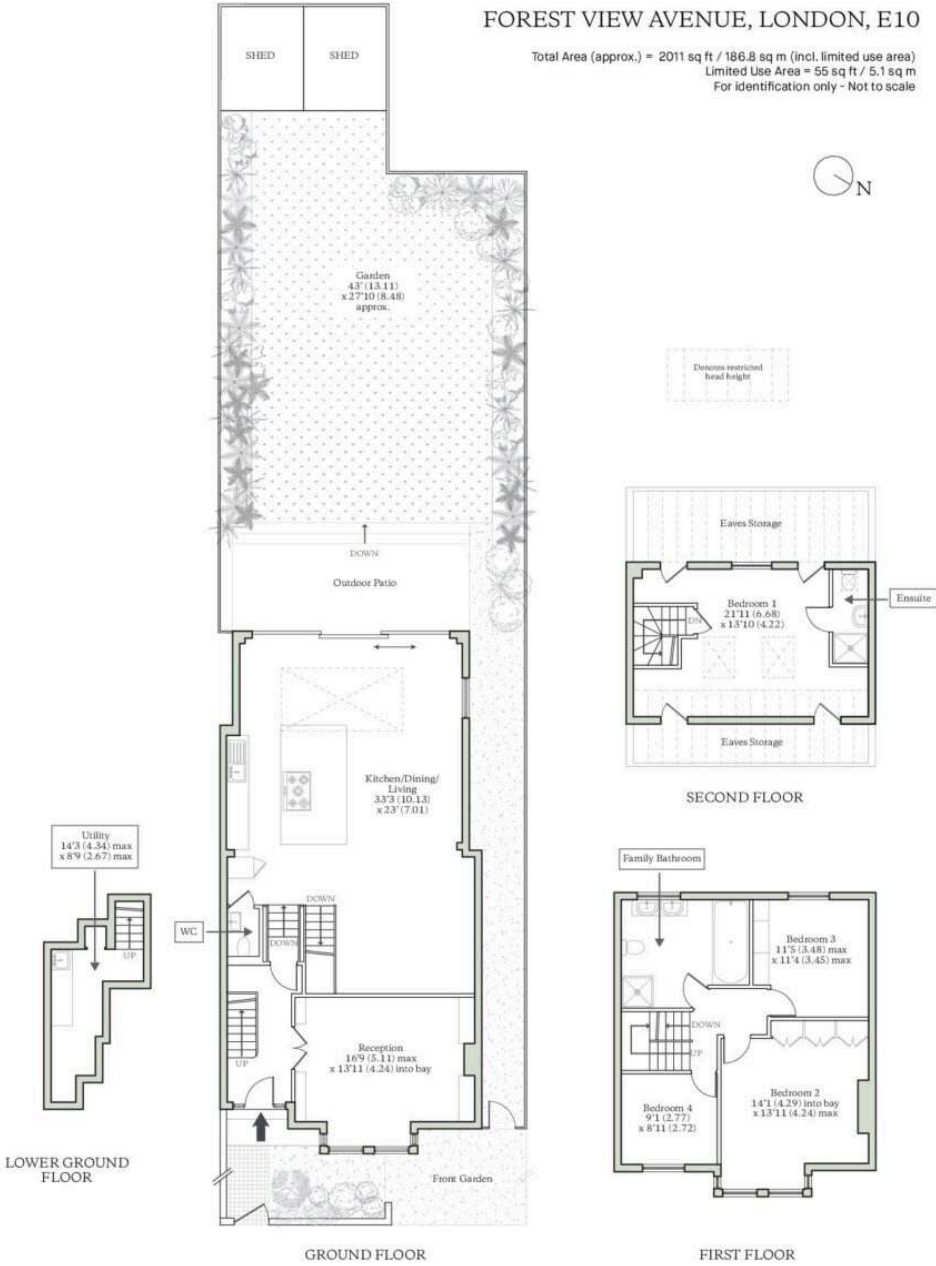 FOREST VIEW AVENUE, LONDON, E10
Total Area (approx.) = 2011 sq ft / 186.8 sq m (incl. limited use area)
Limited Use Area = 55 sq ft / 5.1 sq m
For identification only - Not to scale
N
SHED
SHED
Garden
43' (13.11)
x 27'10 (8.48)
approx.
Denotes restricted
head height
DOWN
Outdoor Patio
Eaves Storage
Bedroom 1
21'11 (6.68)
x 13'10 (4.22)
DN
Ensuite
Eaves Storage
SECOND FLOOR
Kitchen/Dining/
Living
33'3 (10.13)
x 23' (7.01)
DOWN
DOWN
WC
UP
Reception
16'9 (5.11) max
x 13'11 (4.24) into bay
Front Garden
GROUND FLOOR
Utility
14'3 (4.34) max
x 8'9 (2.67) max
UP
LOWER GROUND
FLOOR
Family Bathroom
Bedroom 3
11'5 (3.48) max
x 11'4 (3.45) max
DOWN
UP
Bedroom 2
14'1 (4.29) into bay
x 13'11 (4.24) max
Bedroom 4
9'1 (2.77)
x 8'11 (2.72)
FIRST FLOOR